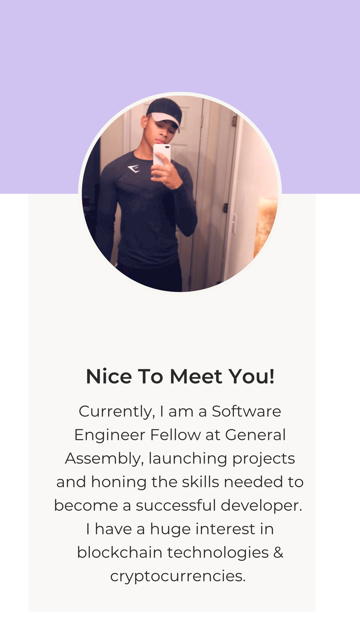 Nice To Meet You!
Currently, I am a Software
Engineer Fellow at General
Assembly, launching projects
and honing the skills needed to
become a successful developer.
I have a huge interest in
blockchain technologies &
cryptocurrencies.